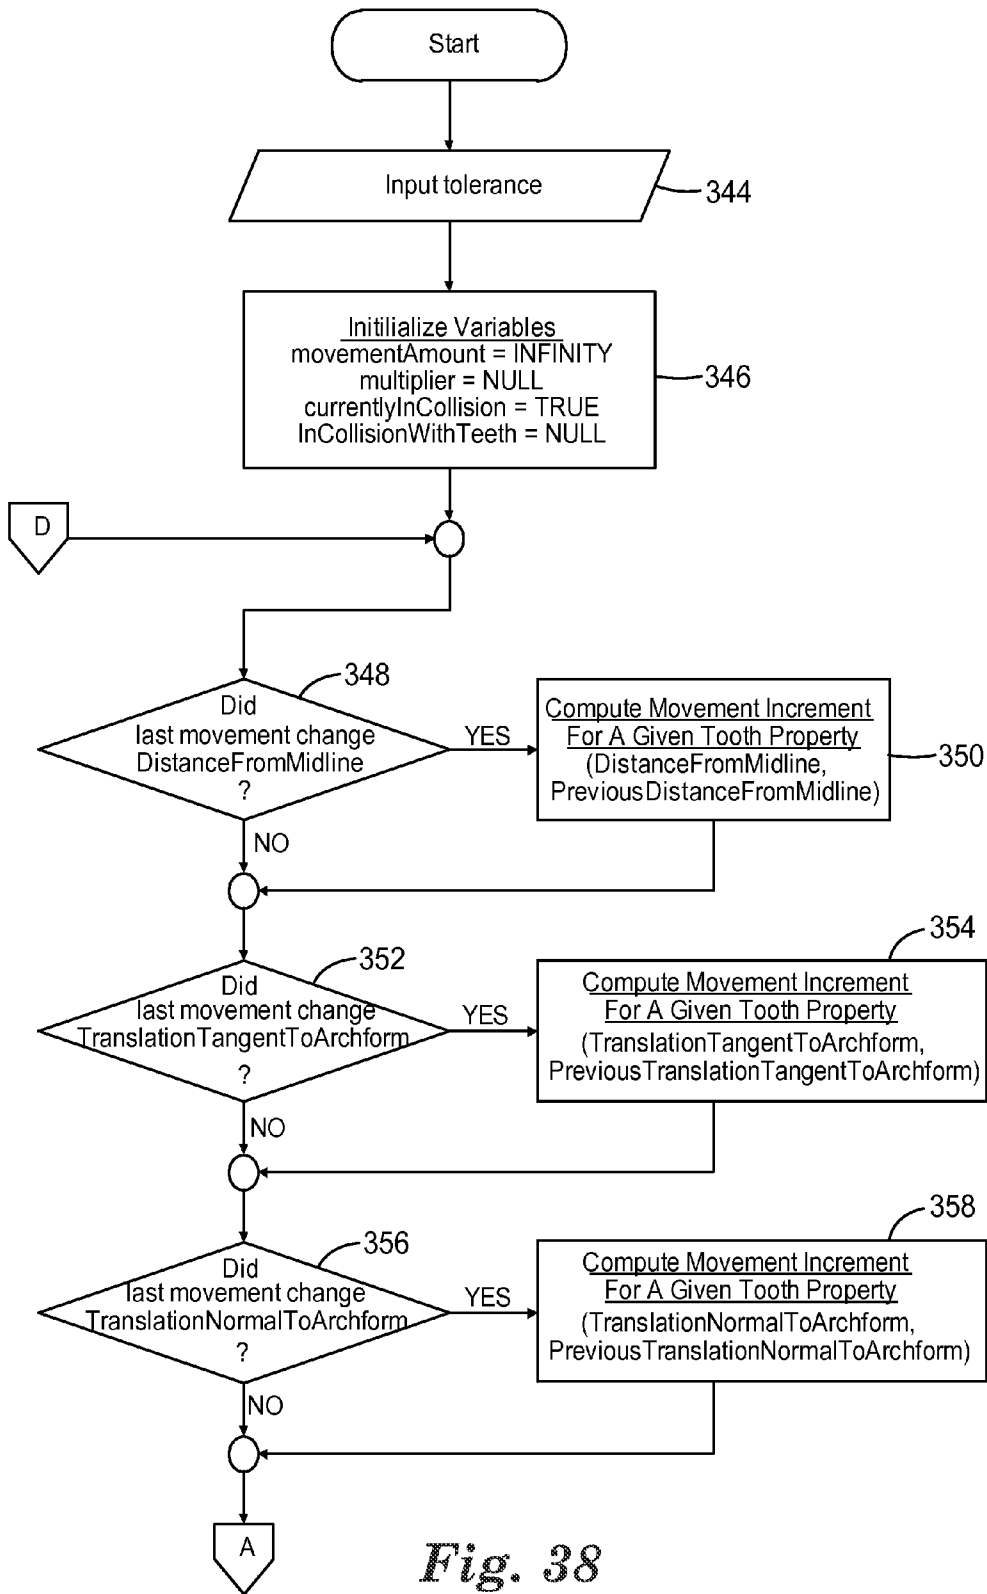 Start
Input tolerance
344
Initilialize Variables
movementAmount = INFINITY
multiplier = NULL
currentlyInCollision = TRUE
InCollisionWithTeeth = NULL
346
D
348
Did
last movement change
DistanceFromMidline
?
YES
Compute Movement Increment
For A Given Tooth Property
(DistanceFromMidline,
PreviousDistanceFromMidline)
350
NO
352
Did
last movement change
TranslationTangentToArchform
?
YES
354
Compute Movement Increment
For A Given Tooth Property
(TranslationTangentToArchform,
PreviousTranslationTangentToArchform)
NO
356
Did
last movement change
TranslationNormalToArchform
?
YES
358
Compute Movement Increment
For A Given Tooth Property
(TranslationNormalToArchform,
PreviousTranslationNormalToArchform)
NO
A
Fig. 38